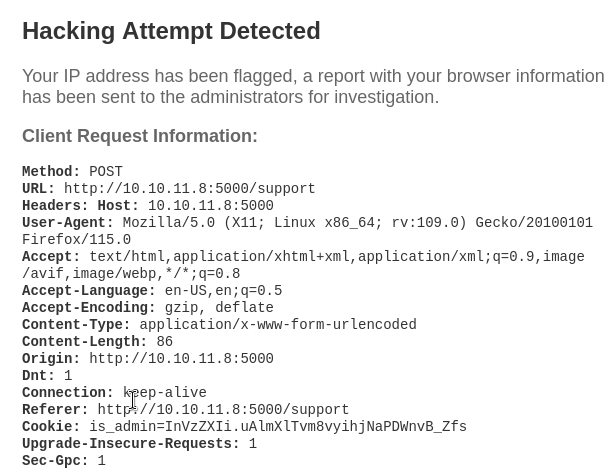 Hacking Attempt Detected
Your IP address has been flagged, a report with your browser information
has been sent to the administrators for investigation.
Client Request Information:
Method: POST
URL: http://10.10.11.8:5000/support
Headers: Host: 10.10.11.8:5000
User-Agent: Mozilla/5.0 (X11; Linux x86_64; rv:109.0) Gecko/20100101
Firefox/115.0
Accept: text/html,application/xhtml+xml,application/xml;q=0.9,image
/avif,image/webp,*/*;q=0.8
Accept-Language: en-US,en;q=0.5
Accept-Encoding: gzip, deflate
Content-Type: application/x-www-form-urlencoded
Content-Length: 86
Origin: http://10.10.11.8:5000
Dnt: 1
Connection: keep-alive
Referer: http://10.10.11.8:5000/support
Cookie: is_admin=InVzZXIi.uAlmXlTvm8vyihjNaPDWnvB_Zfs
Upgrade-Insecure-Requests: 1
Sec-Gpc: 1